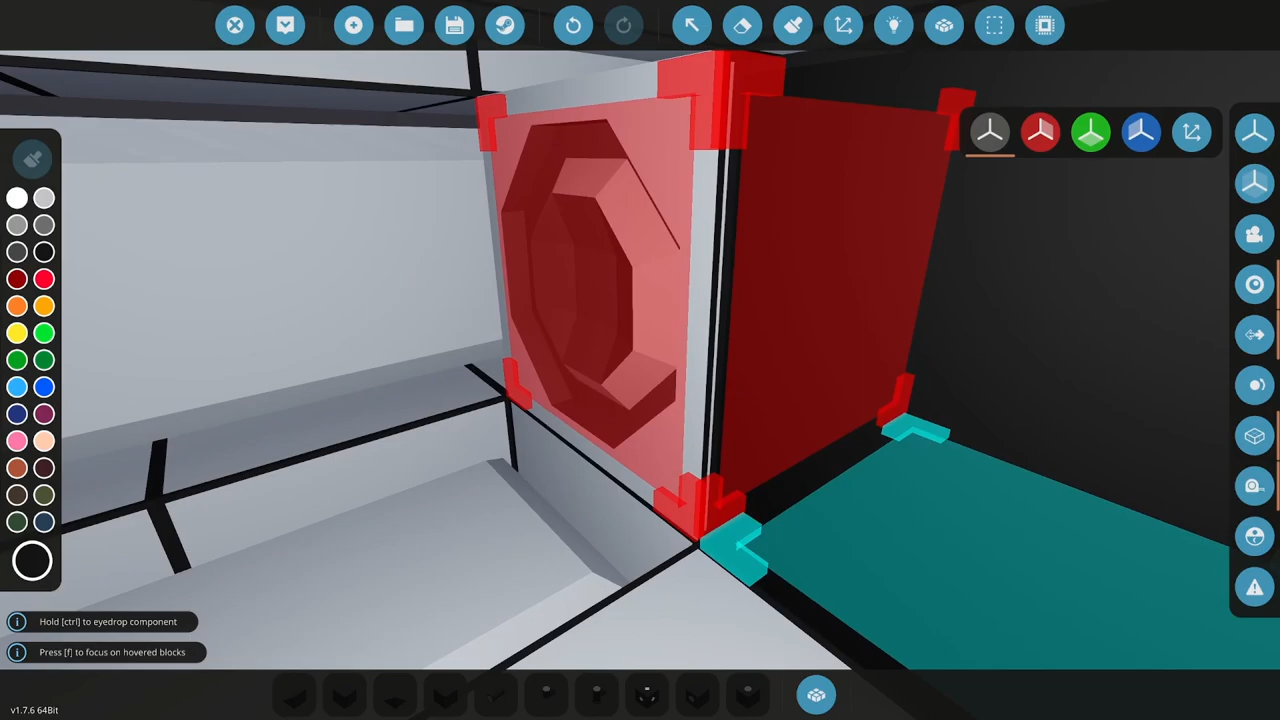 Hold [ctrl] to eyedrop component
Press [f] to focus on hovered blocks
v1.7.6 64Bit